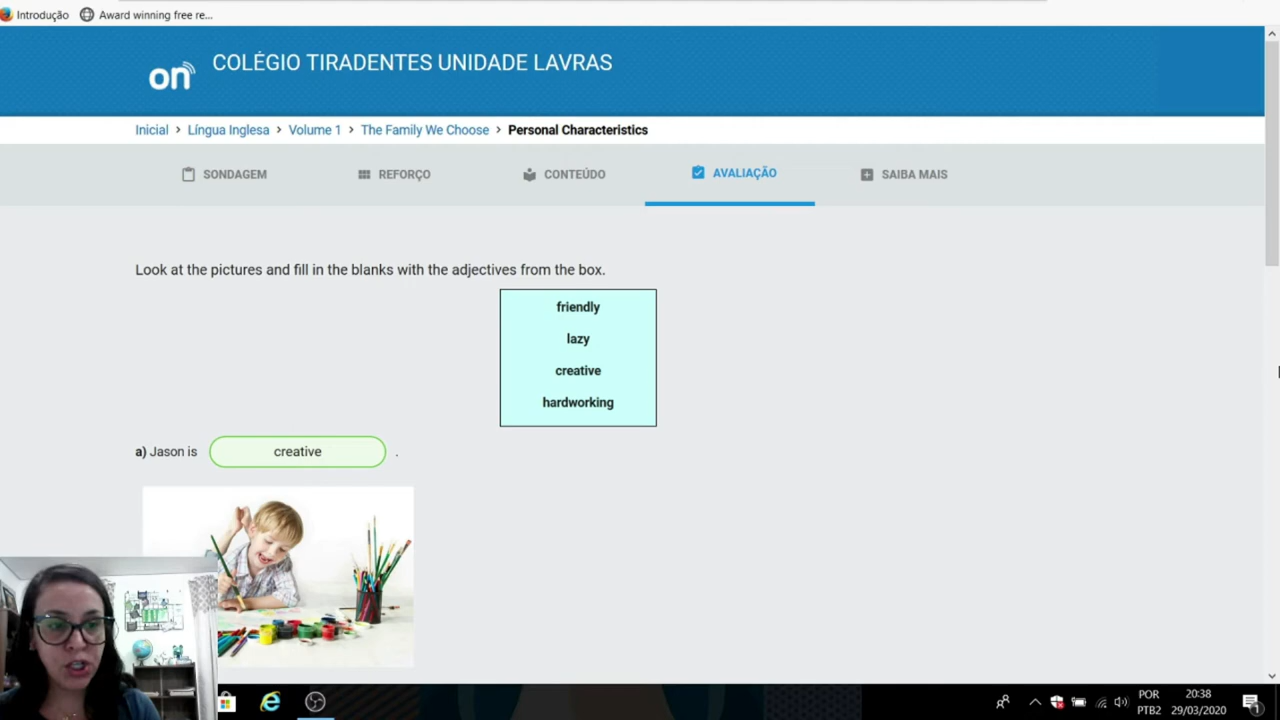 Introdução Award winning free re...
on COLÉGIO TIRADENTES UNIDADE LAVRAS
Inicial > Língua Inglesa > Volume 1 > The Family We Choose > Personal Characteristics
SONDAGEM REFORÇO CONTEÚDO AVALIAÇÃO SAIBA MAIS
Look at the pictures and fill in the blanks with the adjectives from the box.
friendly
lazy
creative
hardworking
a) Jason is creative .
POR 20:38
PTB2 29/03/2020 1